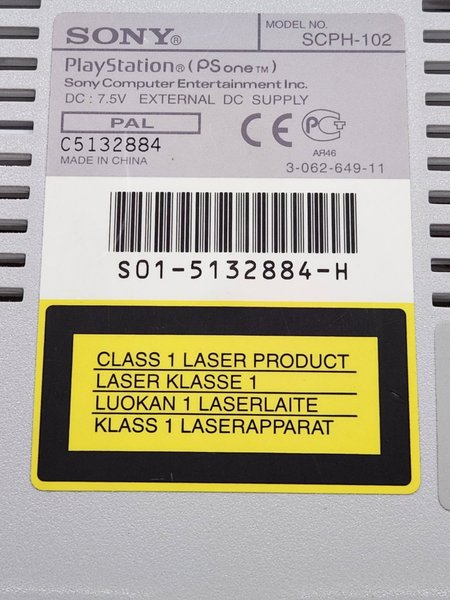 SONY®
MODEL NO.
SCPH-102
PlayStation® (PS one™)
Sony Computer Entertainment Inc.
DC : 7.5V EXTERNAL DC SUPPLY
PAL
C5132884
MADE IN CHINA
CE
AR46
3-062-649-11
S01-5132884-H
CLASS 1 LASER PRODUCT
LASER KLASSE 1
LUOKAN 1 LASERLAITE
KLASS 1 LASERAPPARAT